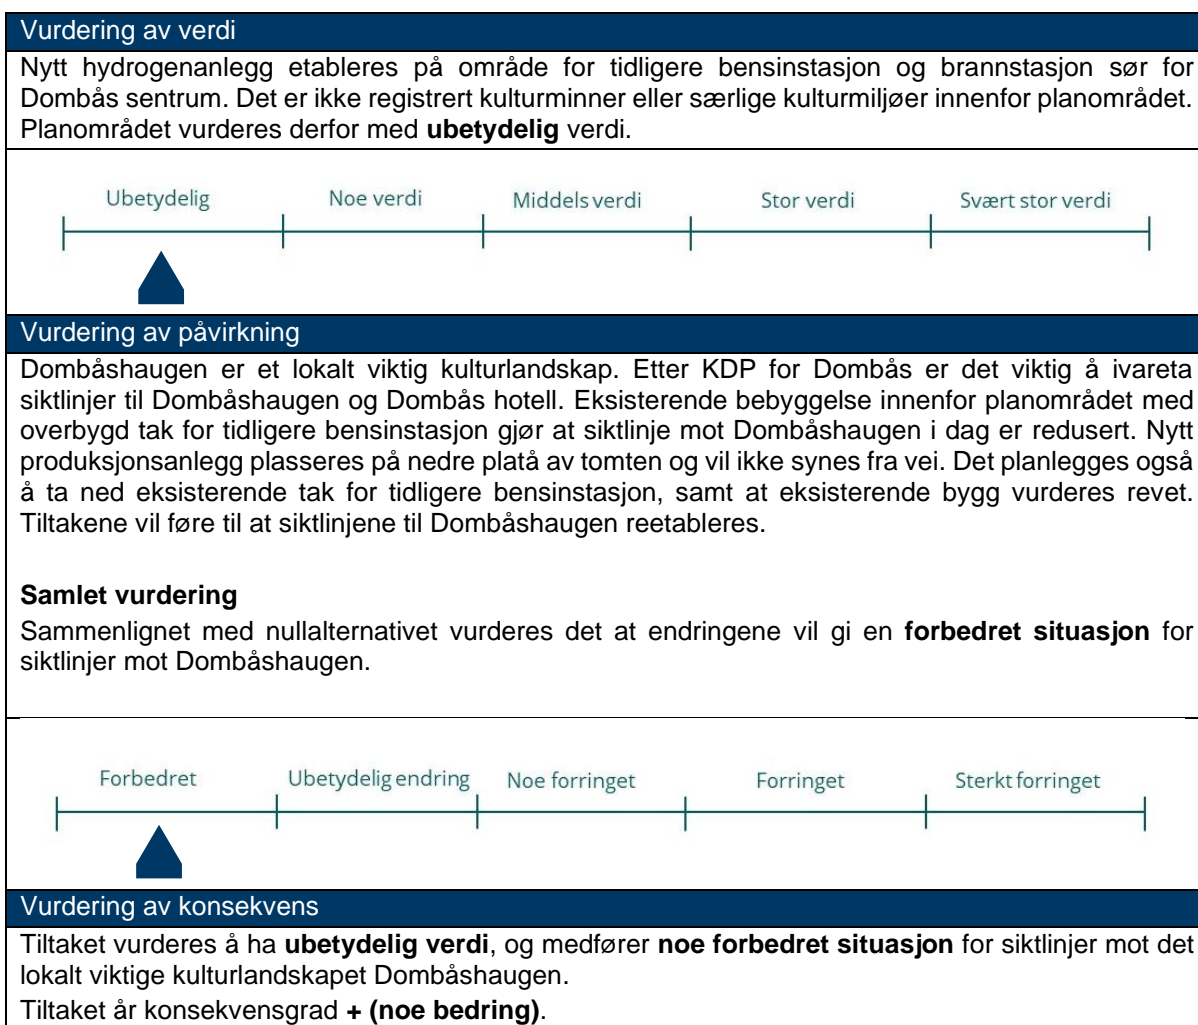 Vurdering av verdi
Nytt hydrogenanlegg etableres på område for tidligere bensinstasjon og brannstasjon sør for
Dombås sentrum. Det er ikke registrert kulturminner eller særlige kulturmiljøer innenfor planområdet.
Planområdet vurderes derfor med ubetydelig verdi.
Ubetydelig Noe verdi Middels verdi Stor verdi Svært stor verdi
Vurdering av påvirkning
Dombåshaugen er et lokalt viktig kulturlandskap. Etter KDP for Dombås er det viktig å ivareta
siktlinjer til Dombåshaugen og Dombås hotell. Eksisterende bebyggelse innenfor planområdet med
overbygd tak for tidligere bensinstasjon gjør at siktlinje mot Dombåshaugen i dag er redusert. Nytt
produksjonsanlegg plasseres på nedre platå av tomten og vil ikke synes fra vei. Det planlegges også
å ta ned eksisterende tak for tidligere bensinstasjon, samt at eksisterende bygg vurderes revet.
Tiltakene vil føre til at siktlinjene til Dombåshaugen reetableres.
Samlet vurdering
Sammenlignet med nullalternativet vurderes det at endringene vil gi en forbedret situasjon for
siktlinjer mot Dombåshaugen.
Forbedret Ubetydelig endring Noe forringet Forringet Sterkt forringet
Vurdering av konsekvens
Tiltaket vurderes å ha ubetydelig verdi, og medfører noe forbedret situasjon for siktlinjer mot det
lokalt viktige kulturlandskapet Dombåshaugen.
Tiltaket år konsekvensgrad + (noe bedring).